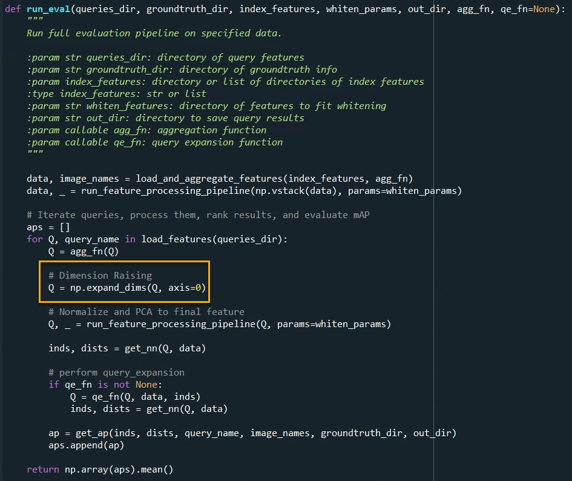 def run_eval(queries_dir, groundtruth_dir, index_features, whiten_params, out_dir, agg_fn, qe_fn=None):
"""
Run full evaluation pipeline on specified data.
:param str queries_dir: directory of query features
:param str groundtruth_dir: directory of groundtruth info
:param index_features: directory or list of directories of index features
:type index_features: str or list
:param str whiten_features: directory of features to fit whitening
:param str out_dir: directory to save query results
:param callable agg_fn: aggregation function
:param callable qe_fn: query expansion function
"""
data, image_names = load_and_aggregate_features(index_features, agg_fn)
data, _ = run_feature_processing_pipeline(np.vstack(data), params=whiten_params)
# Iterate queries, process them, rank results, and evaluate mAP
aps = []
for Q, query_name in load_features(queries_dir):
Q = agg_fn(Q)
# Dimension Raising
Q = np.expand_dims(Q, axis=0)
# Normalize and PCA to final feature
Q, _ = run_feature_processing_pipeline(Q, params=whiten_params)
inds, dists = get_nn(Q, data)
# perform query_expansion
if qe_fn is not None:
Q = qe_fn(Q, data, inds)
inds, dists = get_nn(Q, data)
ap = get_ap(inds, dists, query_name, image_names, groundtruth_dir, out_dir)
aps.append(ap)
return np.array(aps).mean()